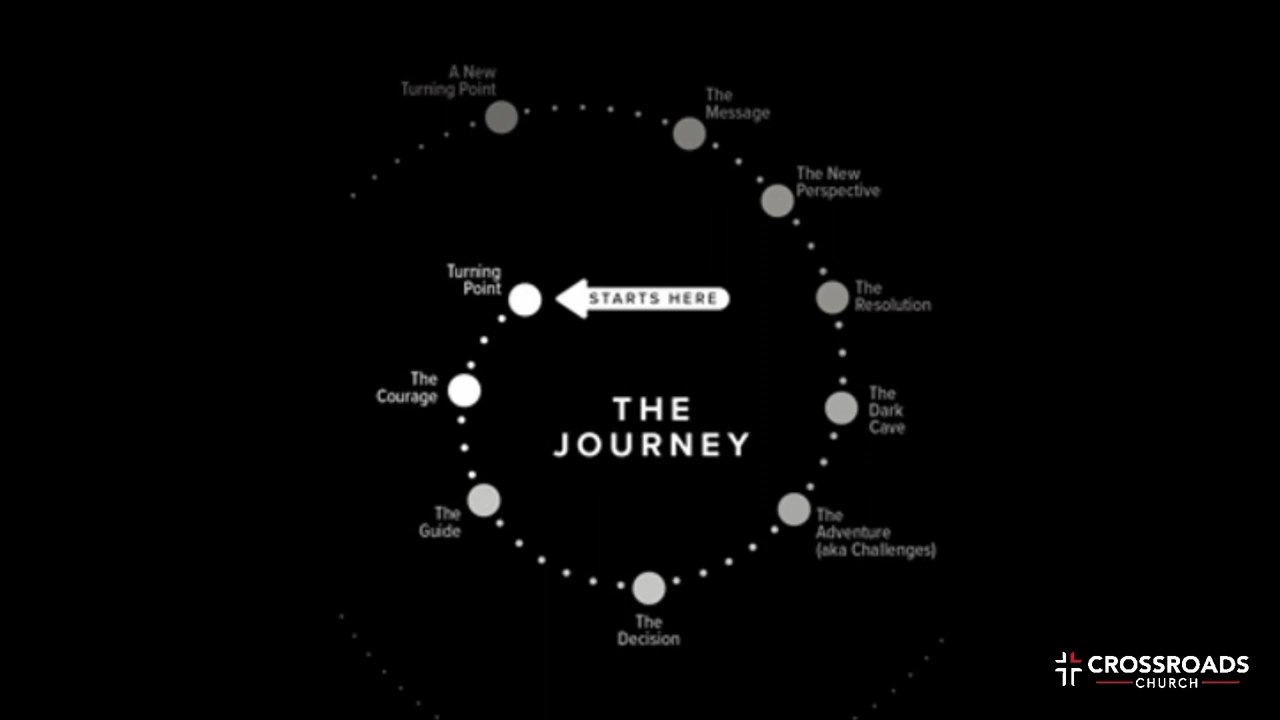 A New
Turning Point
The
Message
The New
Perspective
Turning
Point
STARTS HERE
The
Resolution
The
Courage
THE
JOURNEY
The
Dark
Cave
The
Guide
The
Adventure
(aka Challenges)
The
Decision
CROSSROADS
CHURCH